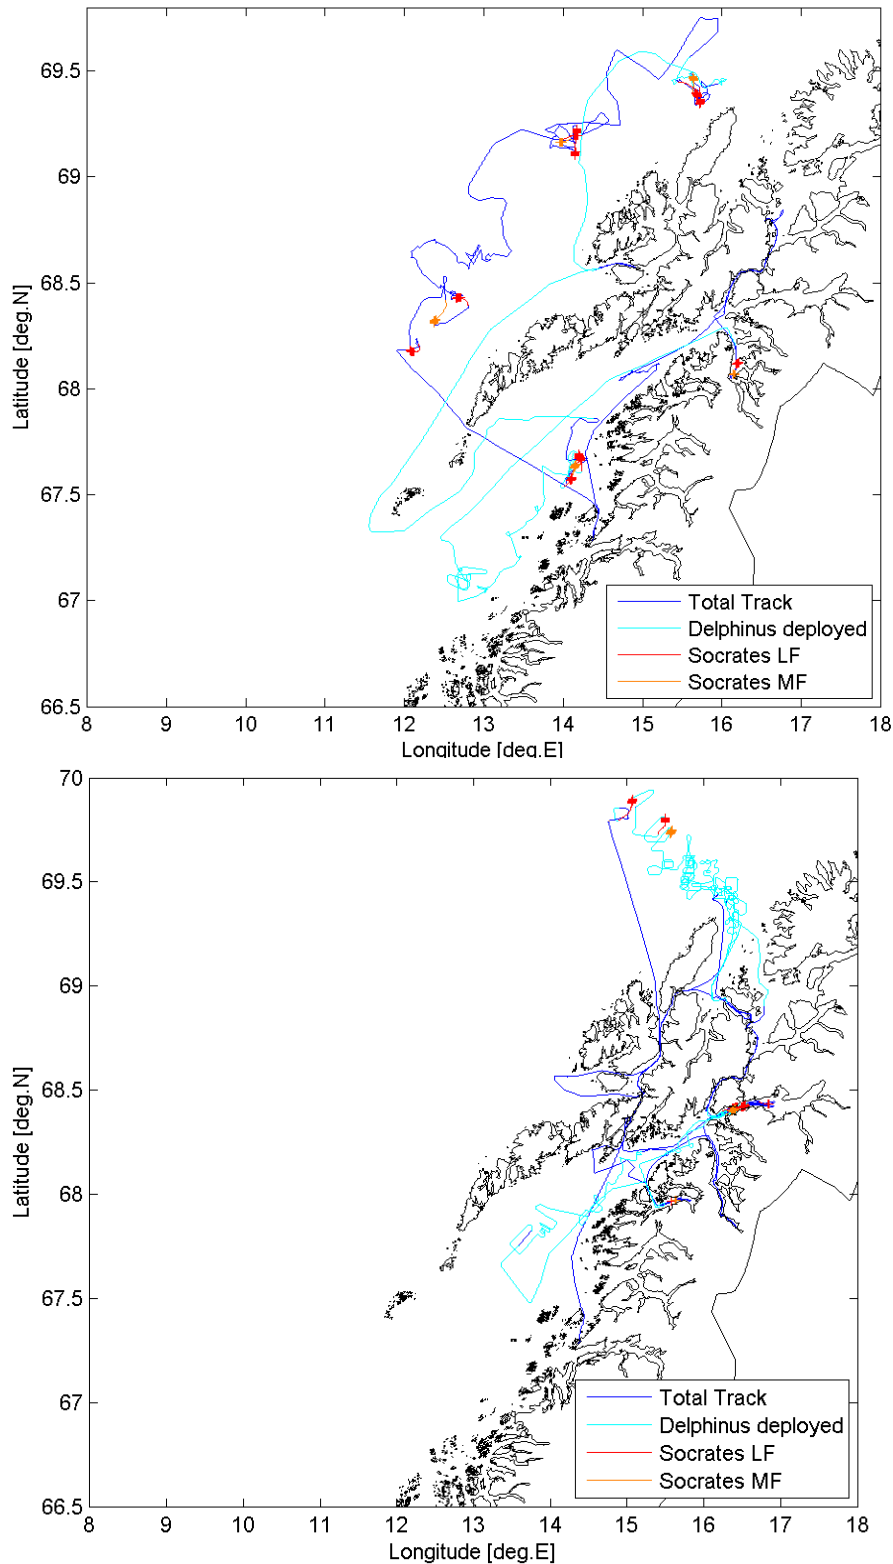 69.5
69
68.5
68
67.5
67
66.5
Latitude [deg.N]
Total Track
Delphinus deployed
Socrates LF
Socrates MF
8 9 10 11 12 13 14 15 16 17 18
Longitude [deg.E]
70
69.5
69
68.5
68
67.5
67
66.5
Latitude [deg.N]
Total Track
Delphinus deployed
Socrates LF
Socrates MF
8 9 10 11 12 13 14 15 16 17 18
Longitude [deg.E]